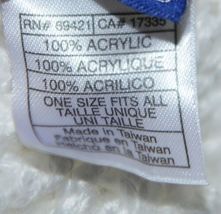 RN# 69421 CA# 17335
100% ACRYLIC
100% ACRYLIQUE
100% ACRILICO
ONE SIZE FITS ALL
TAILLE UNIQUE
UNI TAILLE
Made in Taiwan
Fabrique en Taiwan
Hecho en la Taiwan